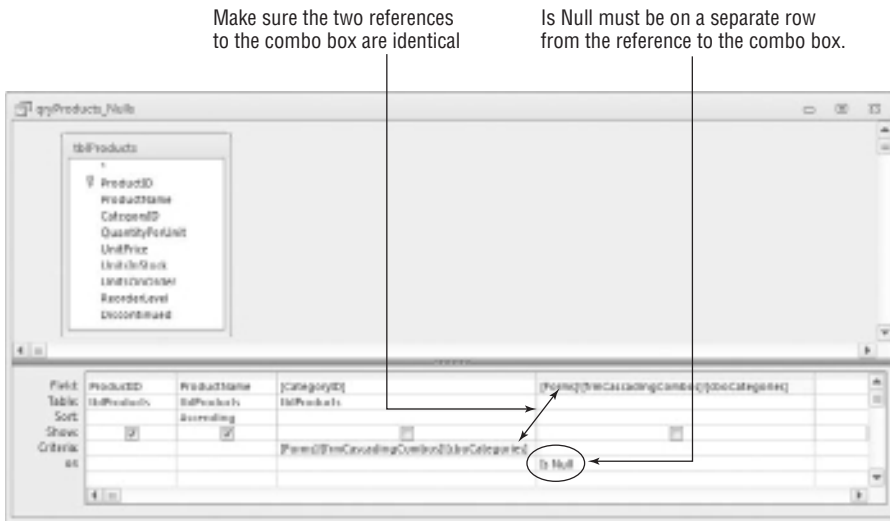 Make sure the two references
to the combo box are identical
Is Null must be on a separate row
from the reference to the combo box.
qryProducts_Nulls
tblProducts
*
ProductID
ProductName
CategoryID
QuantityPerUnit
UnitPrice
UnitsInStock
UnitsOnOrder
ReorderLevel
Discontinued
Field: ProductID ProductName [CategoryID] [Forms]![frmCascadingCombos]![cboCategories]
Table: tblProducts tblProducts tblProducts
Sort: Ascending
Show:
Criteria: [Forms]![frmCascadingCombos]![cboCategories]
or: Is Null